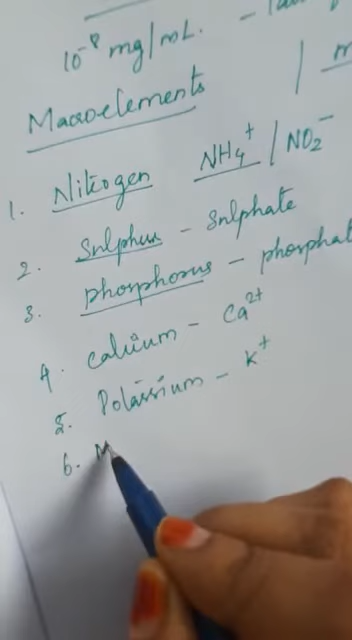 10⁻⁸ mg/mL. -
Macroelements | m
1. Nitrogen NH₄⁺ / NO₂⁻
2. Sulphur - Sulphate
3. phosphorus - phosphat
4. Calcium - Ca²⁺
5. Potassium - K⁺
6. M